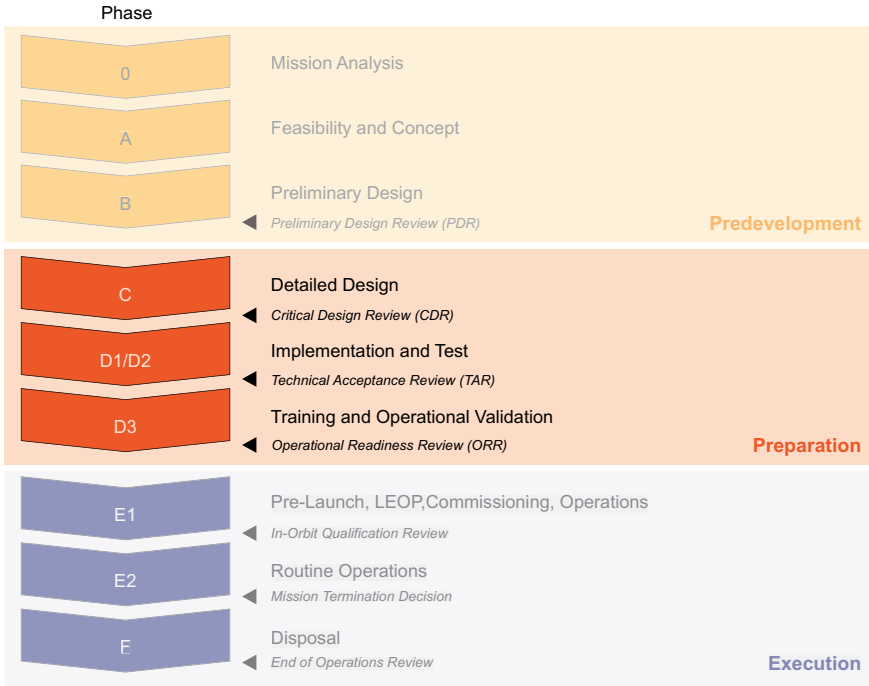 Phase
0
Mission Analysis
A
Feasibility and Concept
B
Preliminary Design
Preliminary Design Review (PDR)
Predevelopment
C
Detailed Design
Critical Design Review (CDR)
D1/D2
Implementation and Test
Technical Acceptance Review (TAR)
D3
Training and Operational Validation
Operational Readiness Review (ORR)
Preparation
E1
Pre-Launch, LEOP,Commissioning, Operations
In-Orbit Qualification Review
E2
Routine Operations
Mission Termination Decision
E
Disposal
End of Operations Review
Execution